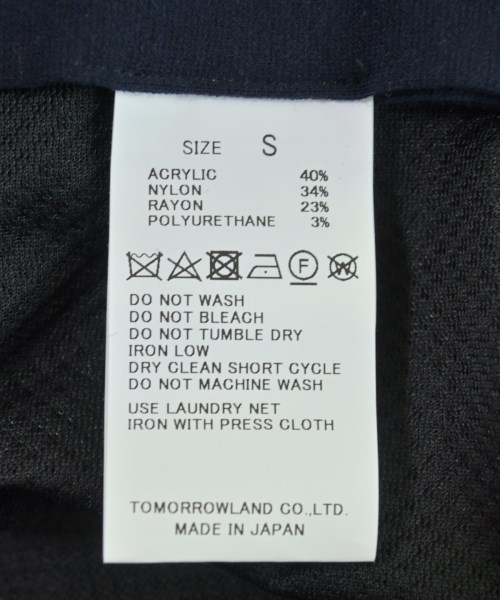 SIZE S
ACRYLIC 40%
NYLON 34%
RAYON 23%
POLYURETHANE 3%
F W
DO NOT WASH
DO NOT BLEACH
DO NOT TUMBLE DRY
IRON LOW
DRY CLEAN SHORT CYCLE
DO NOT MACHINE WASH
USE LAUNDRY NET
IRON WITH PRESS CLOTH
TOMORROWLAND CO.,LTD.
MADE IN JAPAN